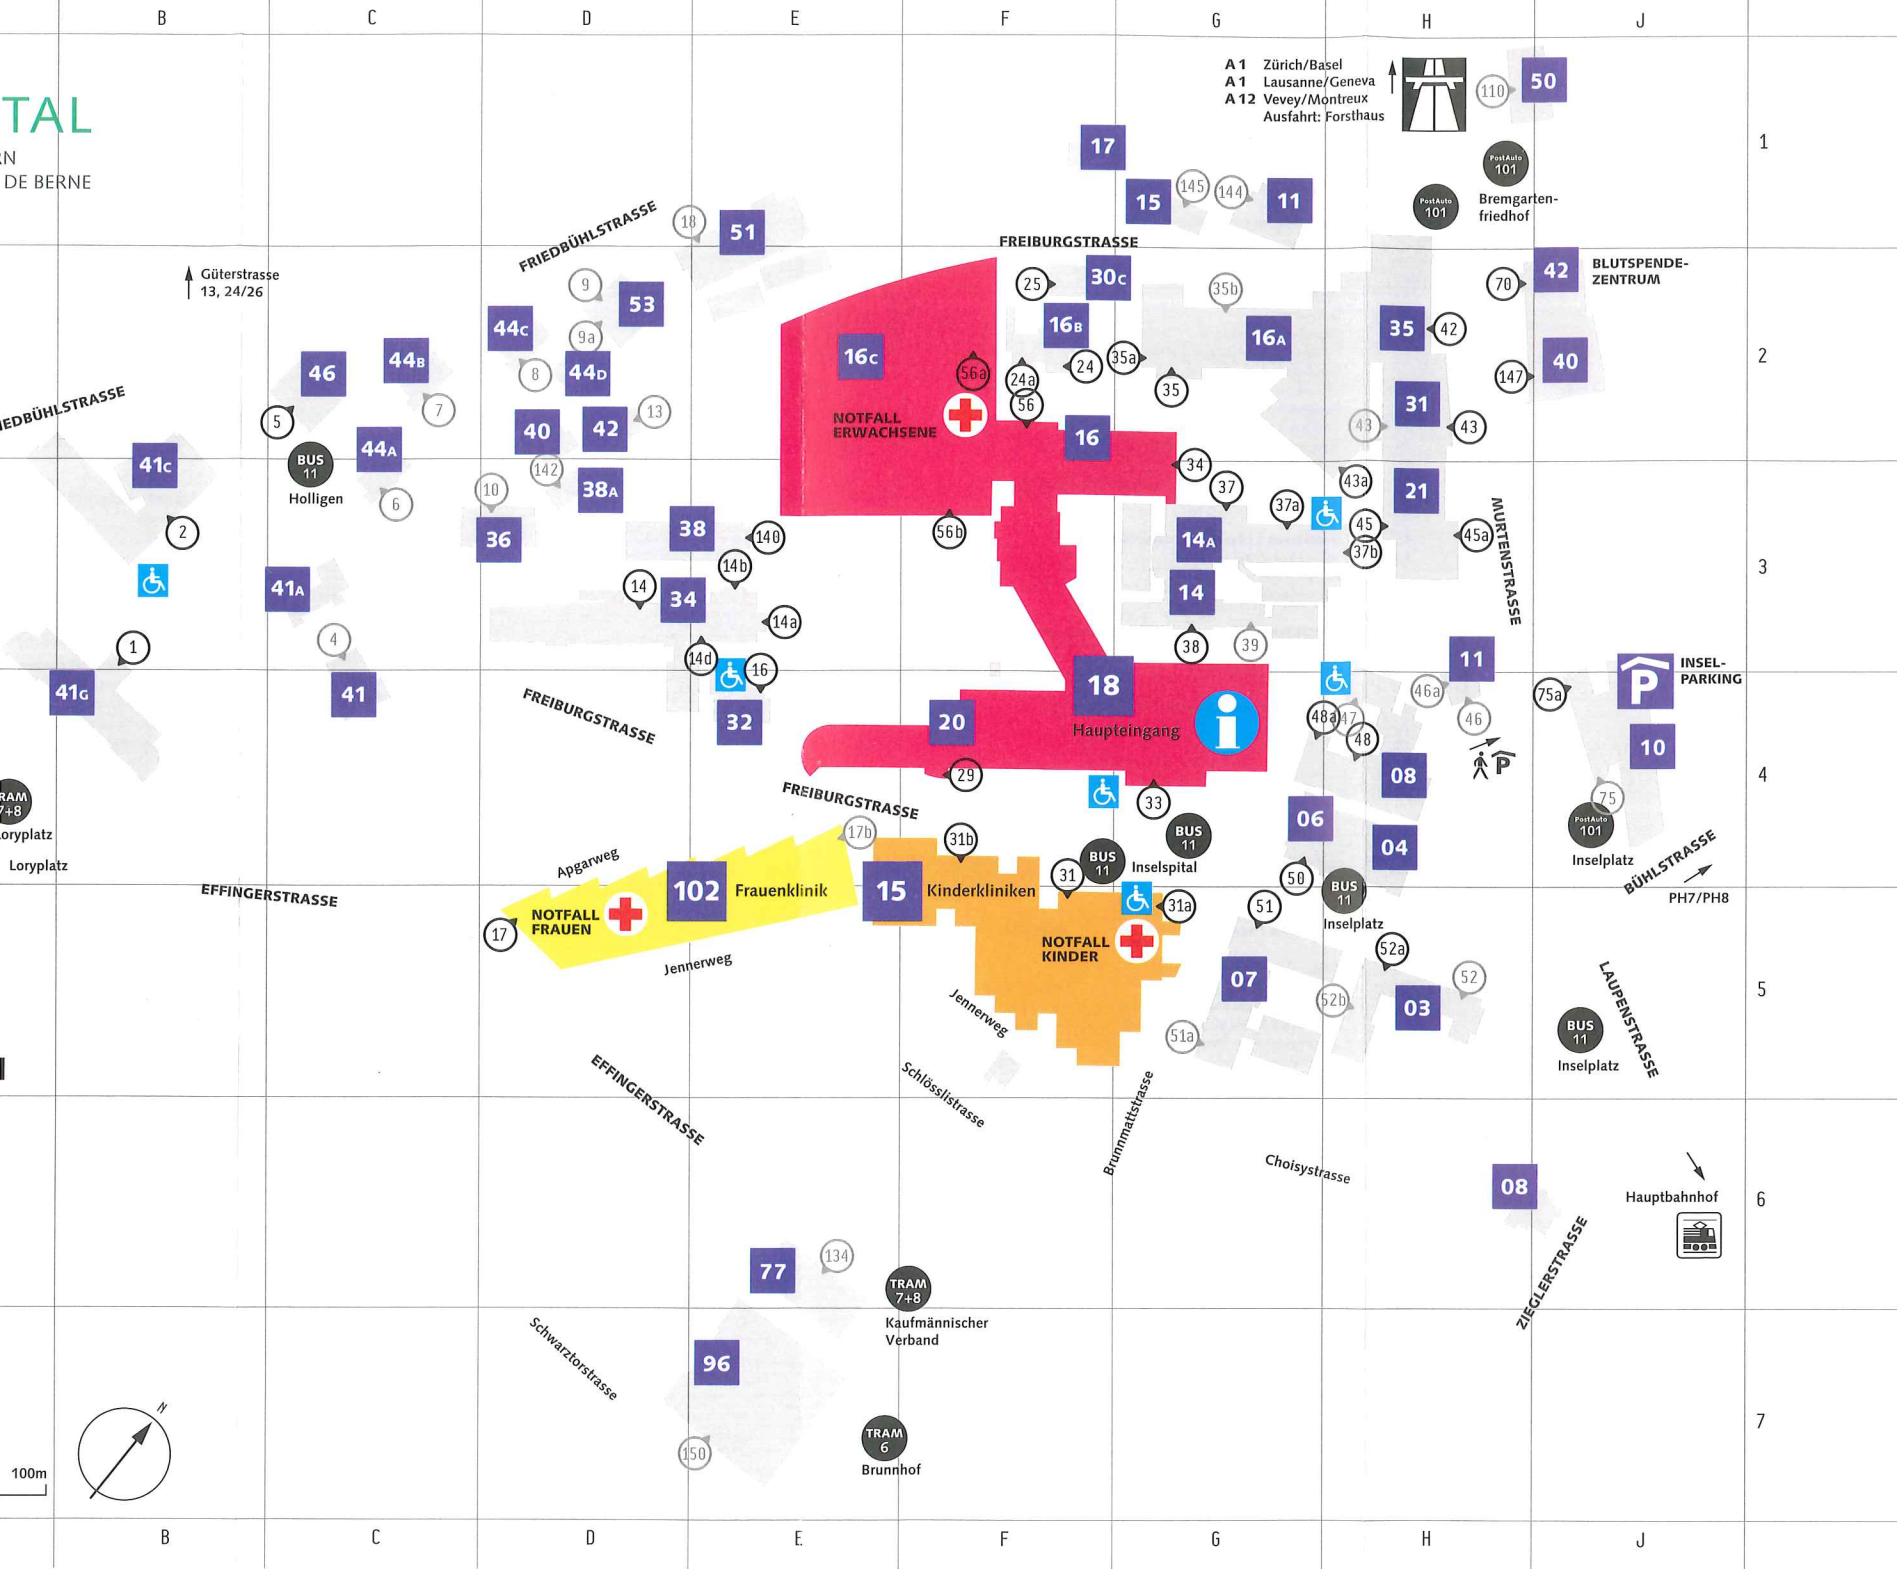 B
C
D
E
F
G
H
J
TAL
RN
DE BERNE
A 1 Zürich/Basel
A 1 Lausanne/Geneva
A 12 Vevey/Montreux
Ausfahrt: Forsthaus
110
50
1
17
PostAuto
101
PostAuto
101
Bremgarten-
friedhof
15
145
144
11
FRIEDBÜHLSTRASSE
18
51
FREIBURGSTRASSE
Güterstrasse
13, 24/26
9
53
25
30C
35b
70
42
BLUTSPENDE-
ZENTRUM
44C
9a
16C
16B
16A
35
42
2
46
44B
8
44D
56a
24a
24
35a
35
147
40
IEDBÜHLSTRASSE
5
7
40
42
13
NOTFALL
ERWACHSENE
56
16
31
43
43
41C
BUS
11
Holligen
44A
142
38A
34
37
37a
43a
21
2
6
10
36
38
140
56b
14A
45
37b
45a
MURTENSTRASSE
3
41A
14
14b
34
14a
14
1
4
14d
16
38
39
11
INSEL-
PARKING
P
41G
41
FREIBURGSTRASSE
32
20
18
Haupteingang
i
48a
47
48
46a
46
75a
P
10
29
08
4
RAM
7+8
oryplatz
Loryplatz
FREIBURGSTRASSE
33
06
75
PostAuto
101
Inselplatz
17b
31b
BUS
11
Inselspital
BUS
11
04
BÜHLSTRASSE
PH7/PH8
Apgarweg
EFFINGERSTRASSE
102
Frauenklinik
15
Kinderkliniken
31
31a
50
BUS
11
Inselplatz
51
NOTFALL
FRAUEN
17
Jennerweg
NOTFALL
KINDER
52a
52
07
52b
03
5
Jennerweg
51a
BUS
11
Inselplatz
LAUPENSTRASSE
EFFINGERSTRASSE
Schlösslistrasse
Brunnmattstrasse
Choisystrasse
08
Hauptbahnhof
6
ZIEGLERSTRASSE
77
134
TRAM
7+8
Kaufmännischer
Verband
Schwarztorstrasse
96
N
7
150
TRAM
6
Brunnhof
100m
B
C
D
E
F
G
H
J